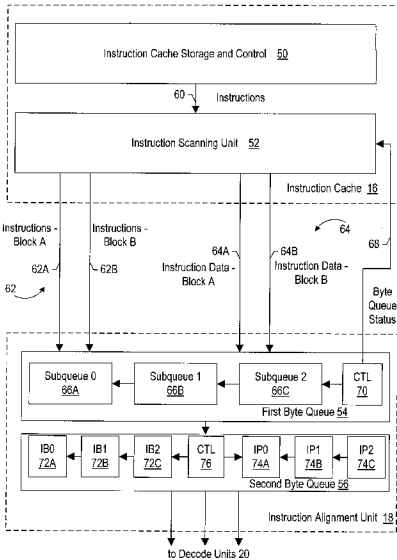 Instruction Cache Storage and Control 50
60
Instructions
Instruction Scanning Unit 52
Instruction Cache 16
Instructions - Block A
Instructions - Block B
64
62A
62B
64A
64B
68
62
Instruction Data - Block A
Instruction Data - Block B
Byte Queue Status
Subqueue 0 66A
Subqueue 1 66B
Subqueue 2 66C
CTL 70
First Byte Queue 54
IB0 72A
IB1 72B
IB2 72C
CTL 76
IP0 74A
IP1 74B
IP2 74C
Second Byte Queue 56
Instruction Alignment Unit 18
to Decode Units 20